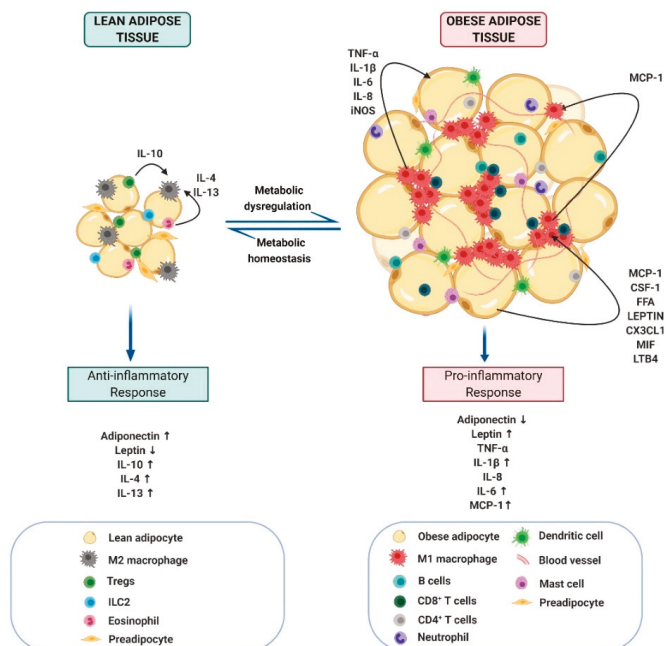 LEAN ADIPOSE
TISSUE
OBESE ADIPOSE
TISSUE
TNF-α
IL-1β
IL-6
IL-8
iNOS
MCP-1
IL-10
IL-4
IL-13
Metabolic
dysregulation
Metabolic
homeostasis
MCP-1
CSF-1
FFA
LEPTIN
CX3CL1
MIF
LTB4
Anti-inflammatory
Response
Pro-inflammatory
Response
Adiponectin ↑
Leptin ↓
IL-10 ↑
IL-4 ↑
IL-13 ↑
Adiponectin ↓
Leptin ↑
TNF-α
IL-1β ↑
IL-8
IL-6 ↑
MCP-1↑
Lean adipocyte
M2 macrophage
Tregs
ILC2
Eosinophil
Preadipocyte
Obese adipocyte
M1 macrophage
B cells
CD8⁺ T cells
CD4⁺ T cells
Neutrophil
Dendritic cell
Blood vessel
Mast cell
Preadipocyte